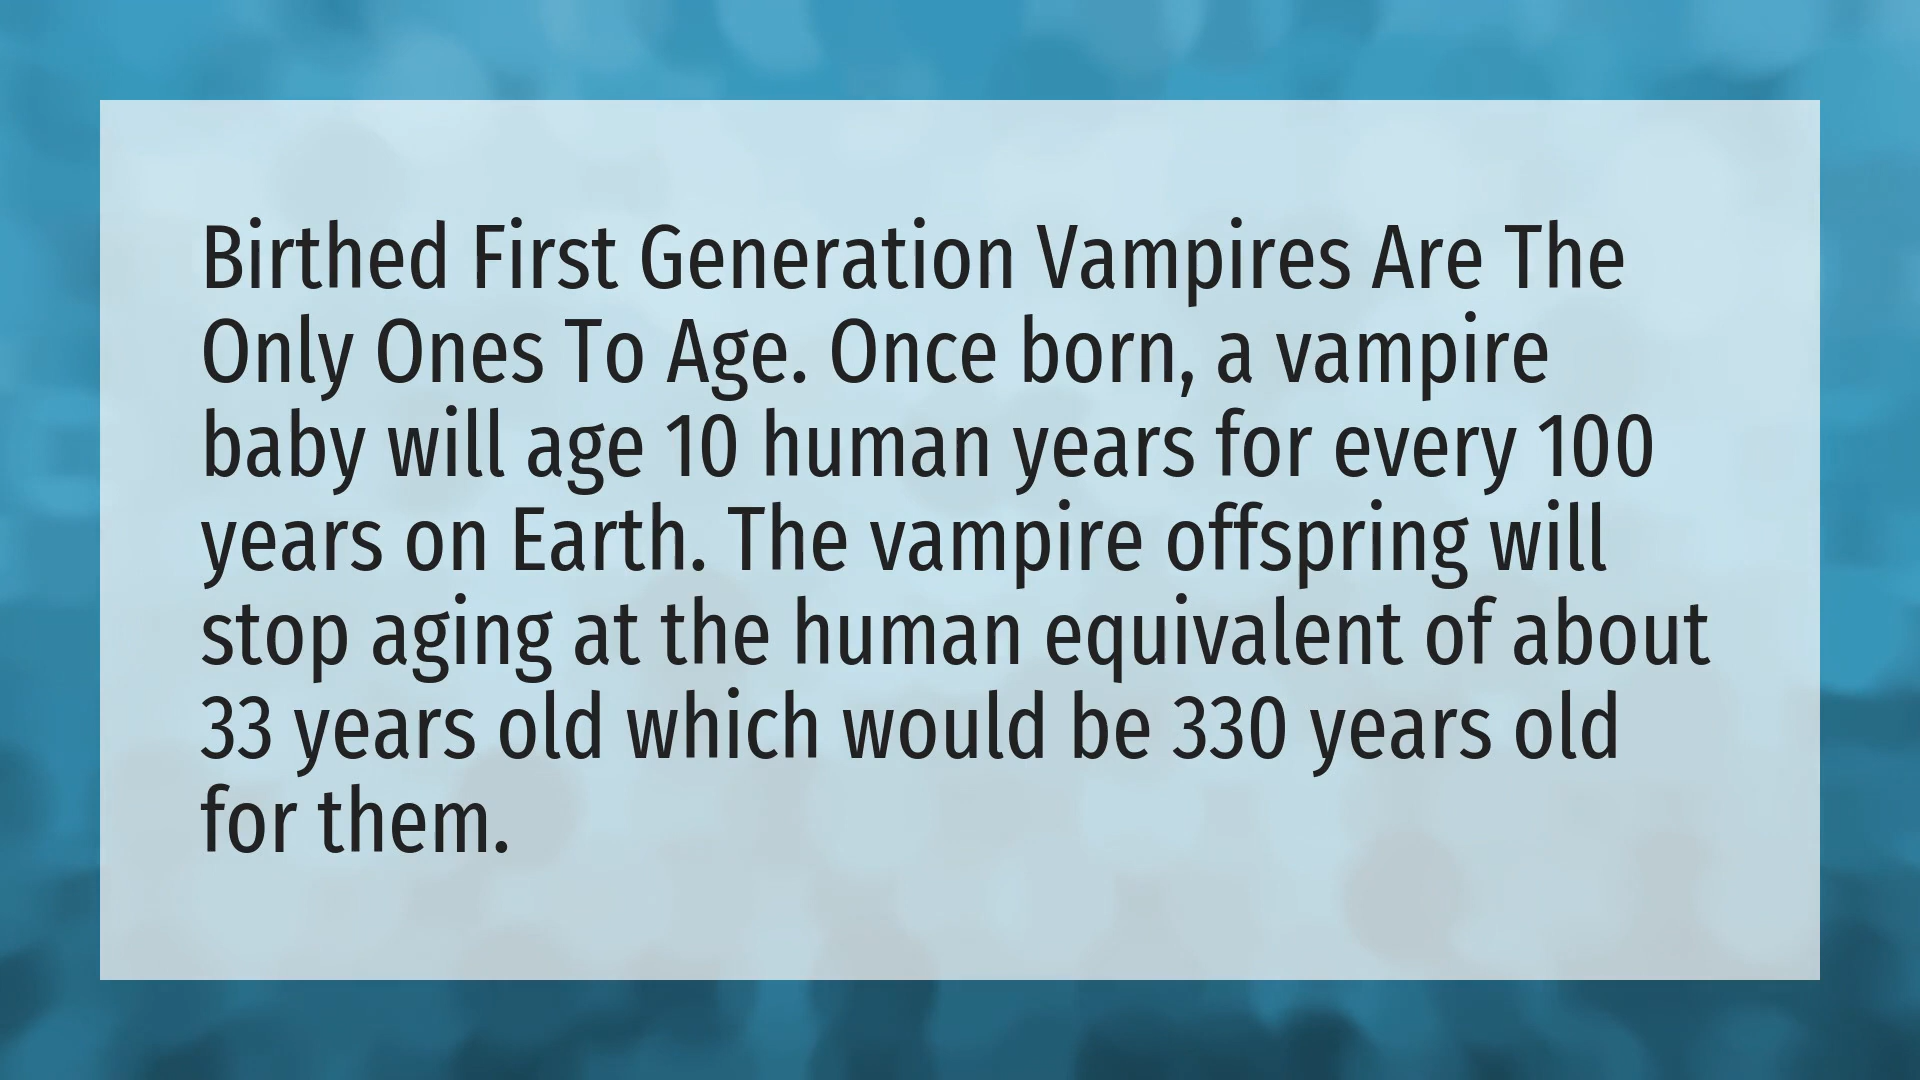 Birthed First Generation Vampires Are The
Only Ones To Age. Once born, a vampire
baby will age 10 human years for every 100
years on Earth. The vampire offspring will
stop aging at the human equivalent of about
33 years old which would be 330 years old
for them.